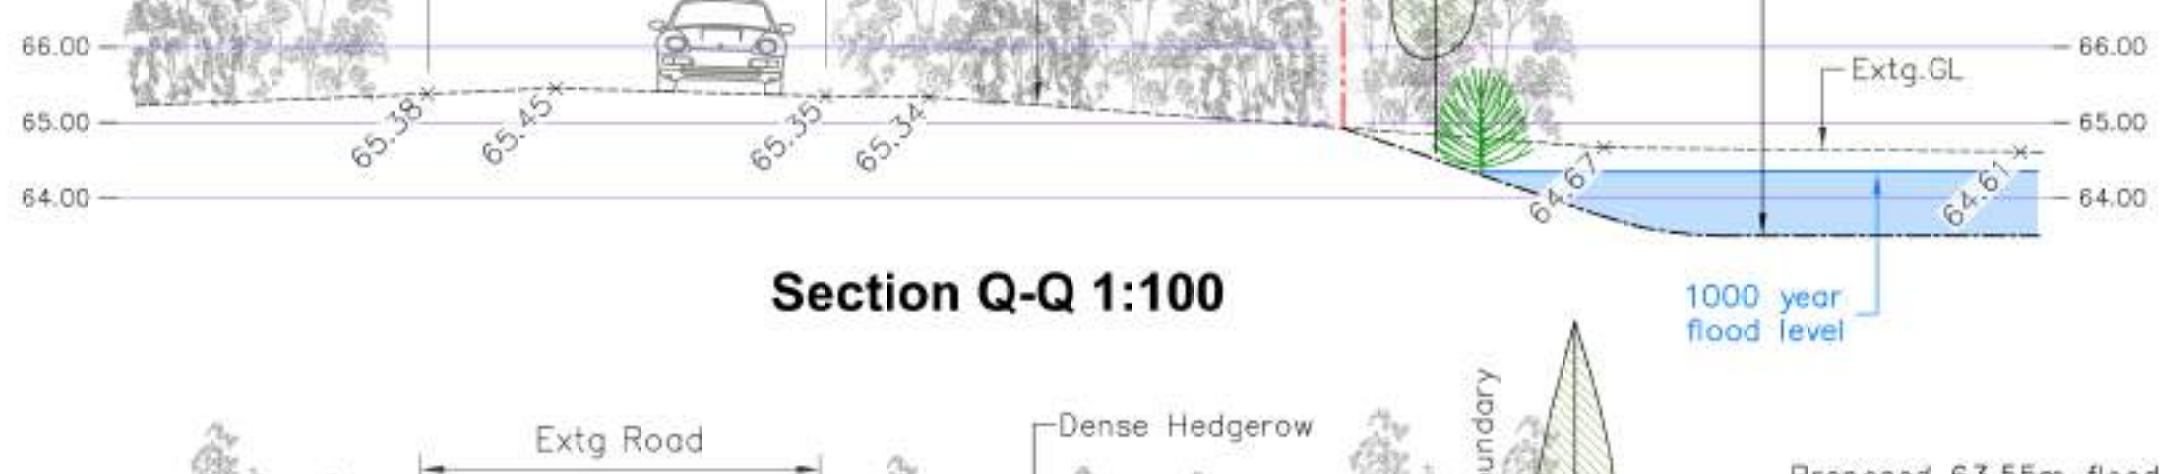 66.00
66.00
Extg.GL
65.00
65.00
65.38
65.45
65.35
65.34
64.67
64.61
64.00
64.00
Section Q-Q 1:100
1000 year
flood level
Extg Road
Dense Hedgerow